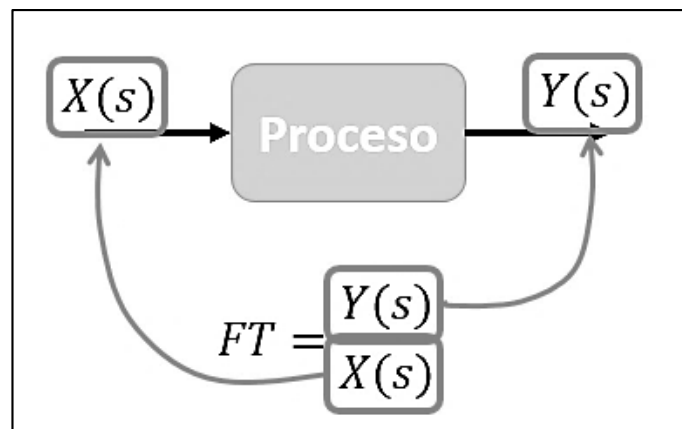 X(s)
Proceso
Y(s)
FT = Y(s)
X(s)